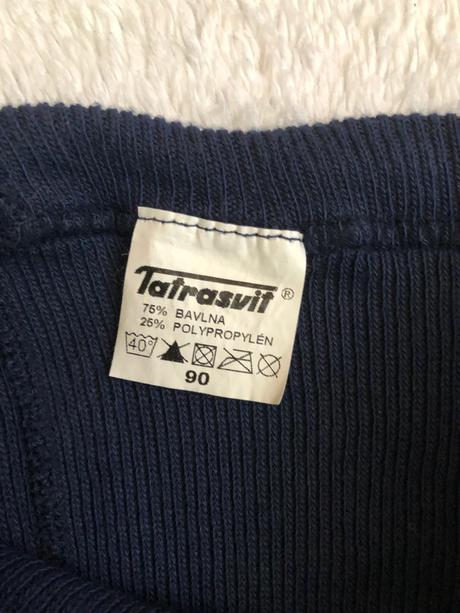 Tatrasvit ®
75% BAVLNA
25% POLYPROPYLÉN
40°
90